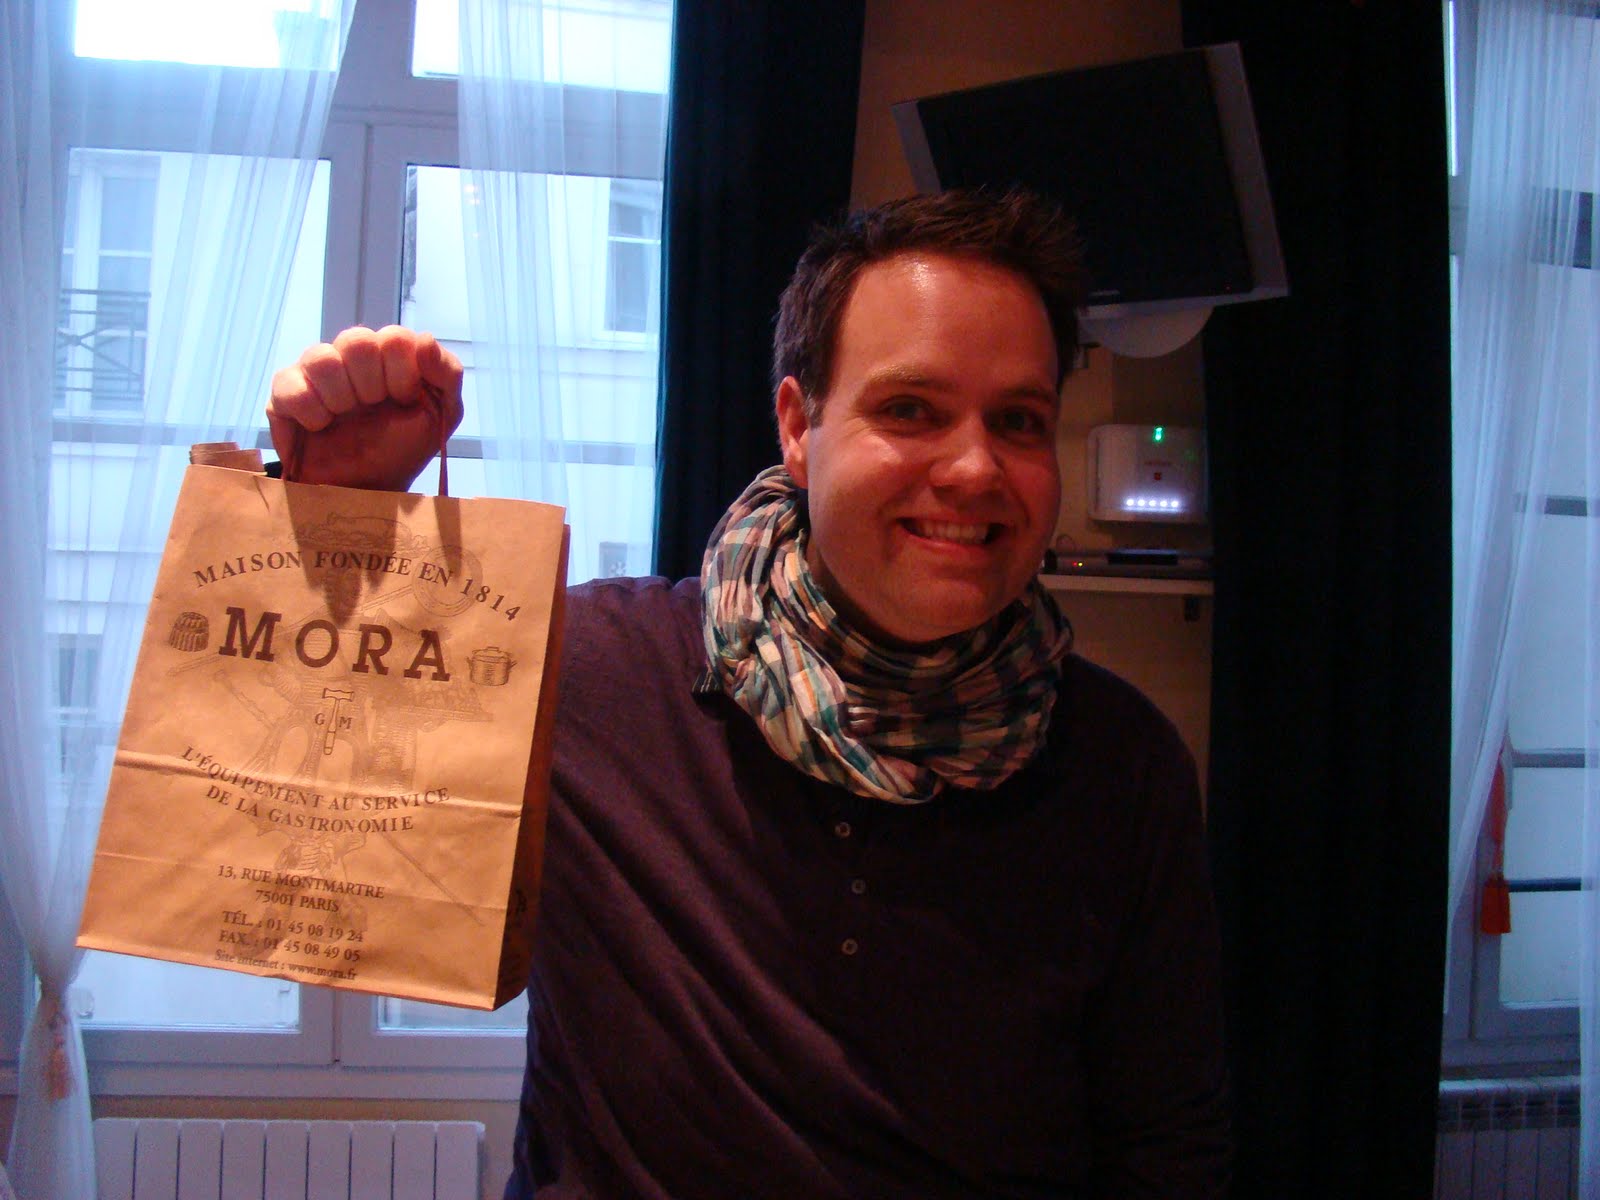 MAISON FONDÉE EN 1814
MORA
G M
L'ÉQUIPEMENT AU SERVICE
DE LA GASTRONOMIE
13, RUE MONTMARTRE
75001 PARIS
TÉL. : 01 45 08 19 24
FAX. : 01 45 08 49 05
Site internet : www.mora.fr